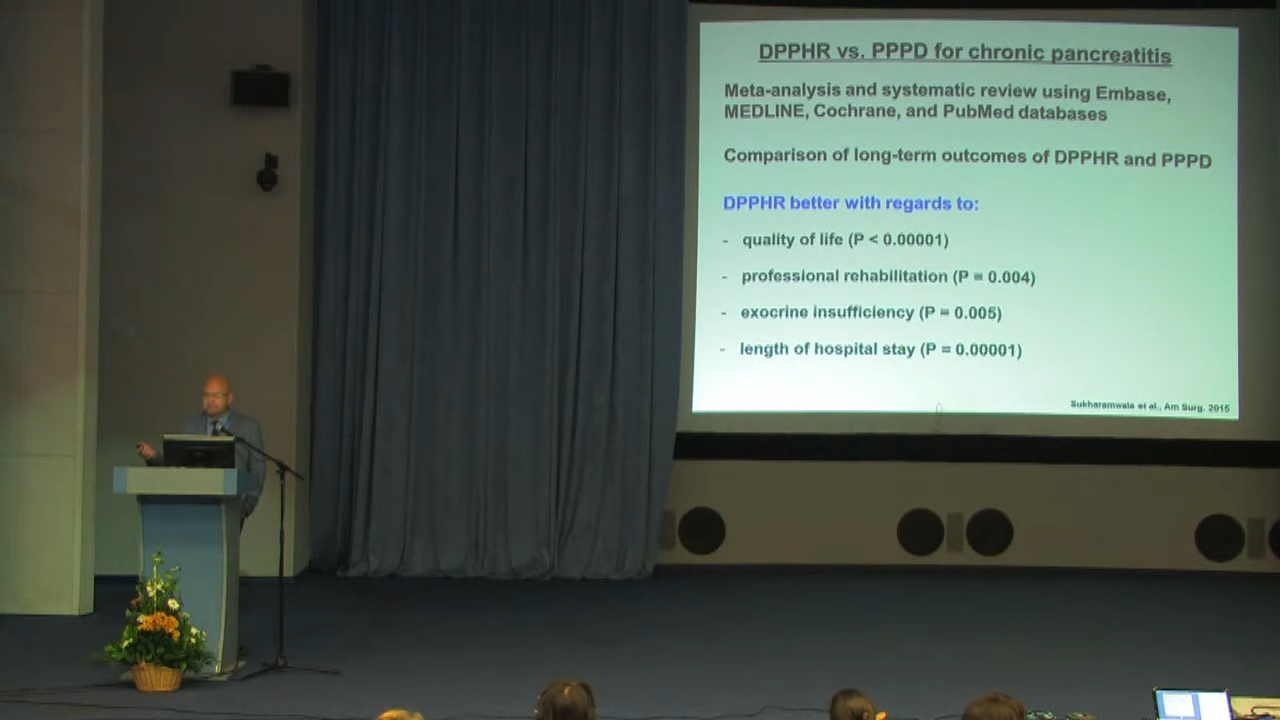 DPPHR vs. PPPD for chronic pancreatitis
Meta-analysis and systematic review using Embase,
MEDLINE, Cochrane, and PubMed databases
Comparison of long-term outcomes of DPPHR and PPPD
DPPHR better with regards to:
- quality of life (P < 0.00001)
- professional rehabilitation (P = 0.004)
- exocrine insufficiency (P = 0.005)
- length of hospital stay (P = 0.00001)
Sukharamwala et al., Am Surg. 2015